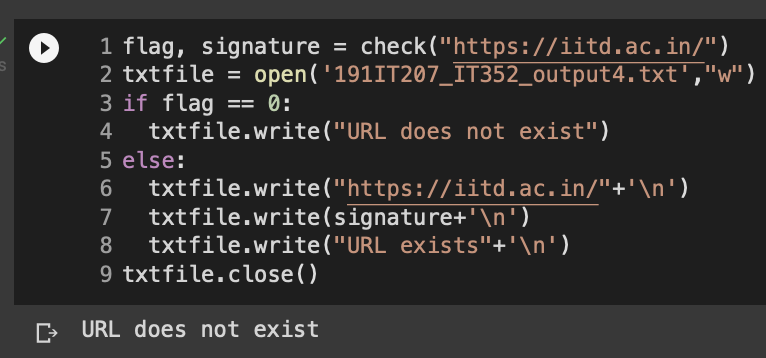 1 flag, signature = check("https://iitd.ac.in/")
2 txtfile = open('191IT207_IT352_output4.txt',"w")
3 if flag == 0:
4   txtfile.write("URL does not exist")
5 else:
6   txtfile.write("https://iitd.ac.in/"+'\n')
7   txtfile.write(signature+'\n')
8   txtfile.write("URL exists"+'\n')
9 txtfile.close()
URL does not exist